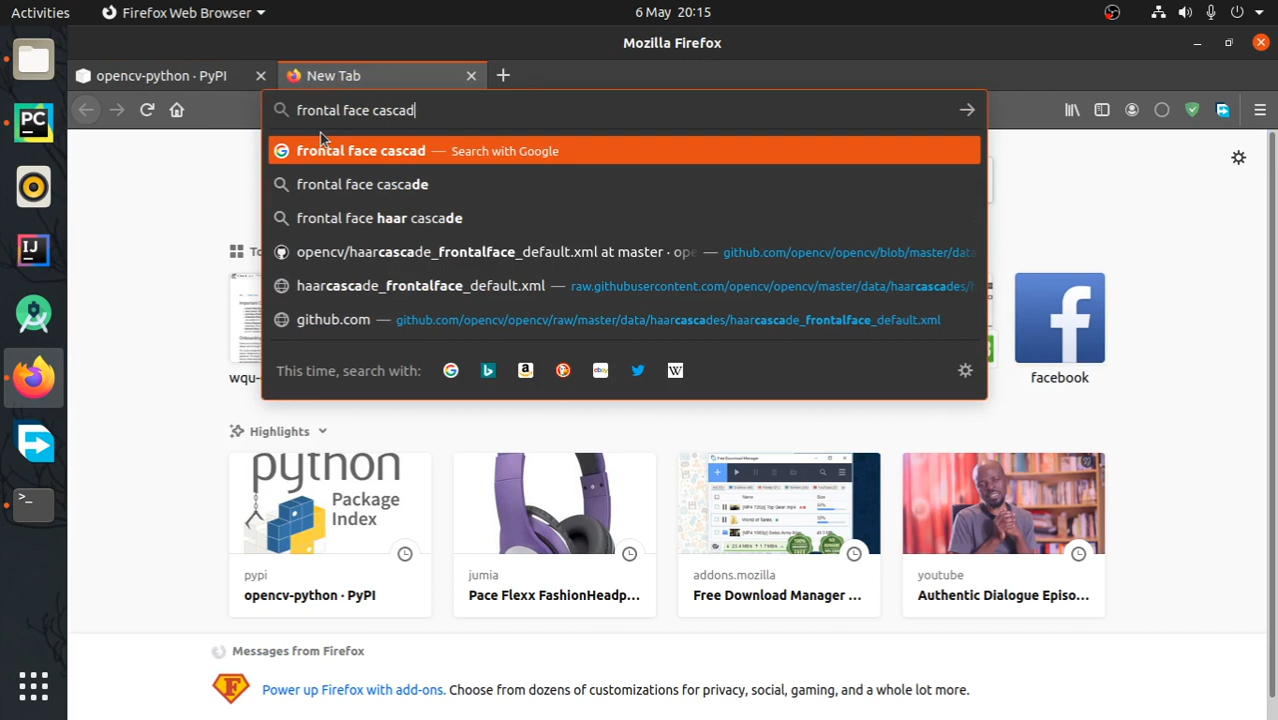 Activities
Firefox Web Browser
6 May 20:15
Mozilla Firefox
opencv-python · PyPI
New Tab
frontal face cascad
frontal face cascad — Search with Google
frontal face cascade
frontal face haar cascade
opencv/haarcascade_frontalface_default.xml at master · ope — github.com/opencv/opencv/blob/master/data
haarcascade_frontalface_default.xml — raw.githubusercontent.com/opencv/opencv/master/data/haarcascades/h
github.com — github.com/opencv/opencv/raw/master/data/haarcascades/haarcascade_frontalface_default.xml
This time, search with:
wqu-
facebook
Highlights
python
Package
Index
pypi
opencv-python · PyPI
jumia
Pace Flexx FashionHeadp...
addons.mozilla
Free Download Manager ...
youtube
Authentic Dialogue Episo...
Messages from Firefox
Power up Firefox with add-ons. Choose from dozens of customizations for privacy, social, gaming, and a whole lot more.